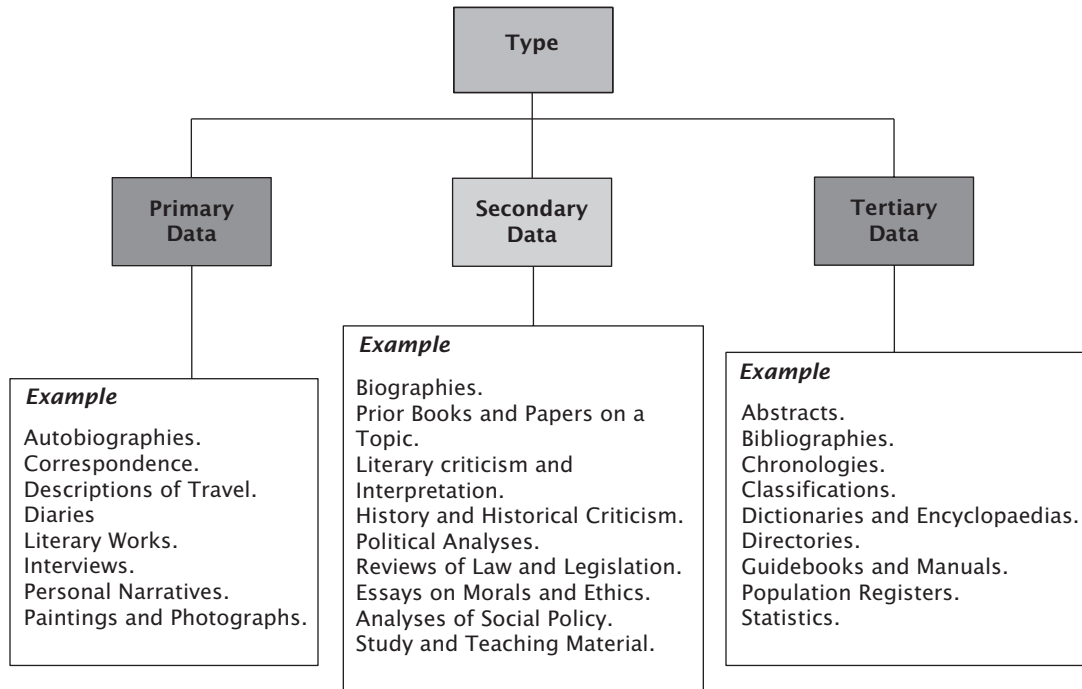 Type
Primary
Data
Secondary
Data
Tertiary
Data
Example
Autobiographies.
Correspondence.
Descriptions of Travel.
Diaries
Literary Works.
Interviews.
Personal Narratives.
Paintings and Photographs.
Example
Biographies.
Prior Books and Papers on a
Topic.
Literary criticism and
Interpretation.
History and Historical Criticism.
Political Analyses.
Reviews of Law and Legislation.
Essays on Morals and Ethics.
Analyses of Social Policy.
Study and Teaching Material.
Example
Abstracts.
Bibliographies.
Chronologies.
Classifications.
Dictionaries and Encyclopaedias.
Directories.
Guidebooks and Manuals.
Population Registers.
Statistics.